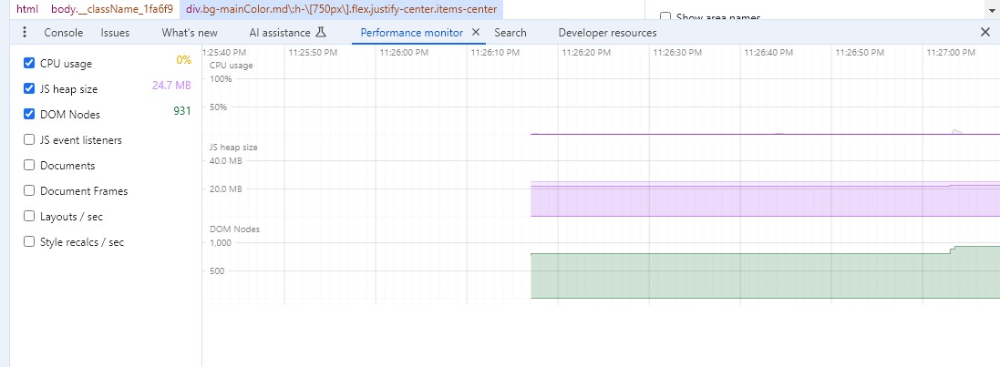 html body.__className_1fa6f9 div.bg-mainColor.md\:h-\[750px\].flex.justify-center.items-center
Show area names
Console Issues What's new AI assistance Performance monitor Search Developer resources
CPU usage 0%
JS heap size 24.7 MB
DOM Nodes 931
JS event listeners
Documents
Document Frames
Layouts / sec
Style recalcs / sec
1:25:40 PM 11:25:50 PM 11:26:00 PM 11:26:10 PM 11:26:20 PM 11:26:30 PM 11:26:40 PM 11:26:50 PM 11:27:00 PM
CPU usage
100%
50%
JS heap size
40.0 MB
20.0 MB
DOM Nodes
1,000
500